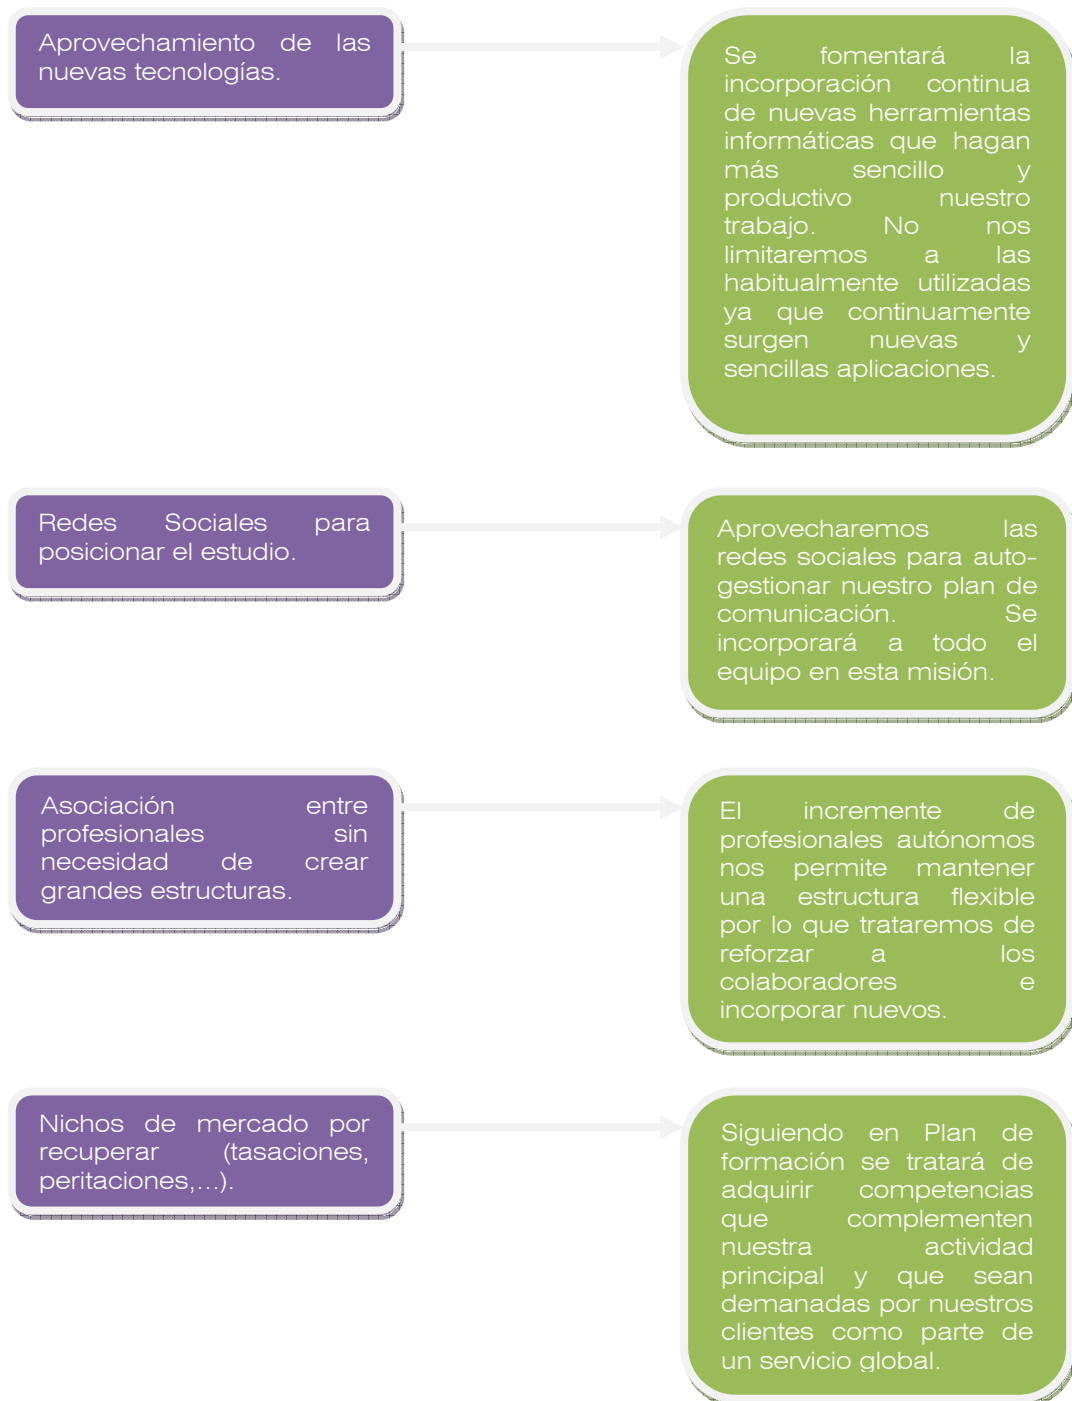 Aprovechamiento de las
nuevas tecnologías.
Se fomentará la
incorporación continua
de nuevas herramientas
informáticas que hagan
más sencillo y
productivo nuestro
trabajo. No nos
limitaremos a las
habitualmente utilizadas
ya que continuamente
surgen nuevas y
sencillas aplicaciones.
Redes Sociales para
posicionar el estudio.
Aprovecharemos las
redes sociales para auto-
gestionar nuestro plan de
comunicación. Se
incorporará a todo el
equipo en esta misión.
Asociación entre
profesionales sin
necesidad de crear
grandes estructuras.
El incremente de
profesionales autónomos
nos permite mantener
una estructura flexible
por lo que trataremos de
reforzar a los
colaboradores e
incorporar nuevos.
Nichos de mercado por
recuperar (tasaciones,
peritaciones,...).
Siguiendo en Plan de
formación se tratará de
adquirir competencias
que complementen
nuestra actividad
principal y que sean
demanadas por nuestros
clientes como parte de
un servicio global.